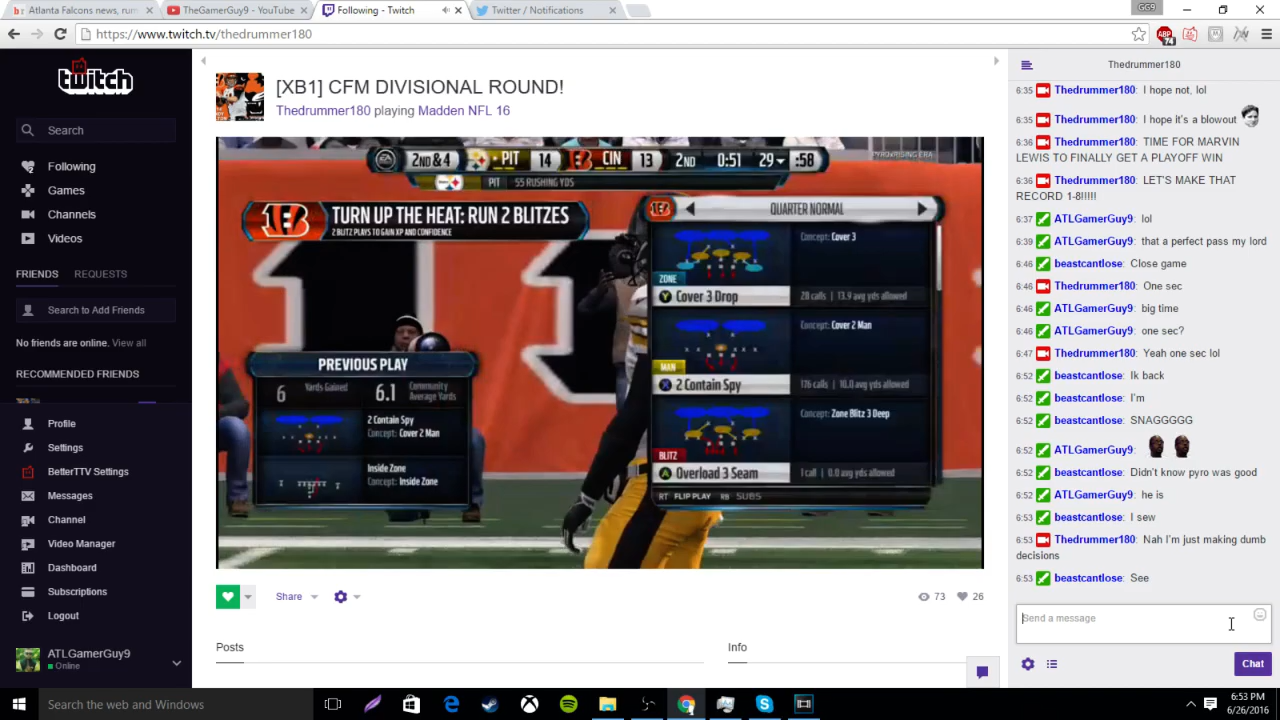 Atlanta Falcons news, rum
TheGamerGuy9 - YouTube
Following - Twitch
Twitter / Notifications
GG9
https://www.twitch.tv/thedrummer180
ABP
74
twitch
Search
Following
Games
Channels
Videos
FRIENDS REQUESTS
Search to Add Friends
No friends are online. View all
RECOMMENDED FRIENDS
Profile
Settings
BetterTTV Settings
Messages
Channel
Video Manager
Dashboard
Subscriptions
Logout
ATLGamerGuy9
Online
[XB1] CFM DIVISIONAL ROUND!
Thedrummer180 playing Madden NFL 16
2ND & 4 PIT 14 CIN 13 2ND 0:51 29 :58
PIT 55 RUSHING YDS
TURN UP THE HEAT: RUN 2 BLITZES
2 BLITZ PLAYS TO GAIN XP AND CONFIDENCE
PREVIOUS PLAY
6 Yards Gained 6.1 Community Average Yards
2 Contain Spy
Concept: Cover 2 Man
Inside Zone
Concept: Inside Zone
QUARTER NORMAL
Concept: Cover 3
ZONE
Y Cover 3 Drop 28 calls | 13.9 avg yds allowed
Concept: Cover 2 Man
MAN
X 2 Contain Spy 176 calls | 10.0 avg yds allowed
Concept: Zone Blitz 3 Deep
BLITZ
A Overload 3 Seam 1 call | 0.0 avg yds allowed
RT FLIP PLAY RB SUBS
Share
73 26
Posts
Info
Thedrummer180
6:35 Thedrummer180: I hope not, lol
6:35 Thedrummer180: I hope it's a blowout
6:36 Thedrummer180: TIME FOR MARVIN
LEWIS TO FINALLY GET A PLAYOFF WIN
6:36 Thedrummer180: LET'S MAKE THAT
RECORD 1-8!!!!!
6:37 ATLGamerGuy9: lol
6:39 ATLGamerGuy9: that a perfect pass my lord
6:46 beastcantlose: Close game
6:46 Thedrummer180: One sec
6:46 ATLGamerGuy9: big time
6:46 ATLGamerGuy9: one sec?
6:47 Thedrummer180: Yeah one sec lol
6:52 beastcantlose: Ik back
6:52 beastcantlose: I'm
6:52 beastcantlose: SNAGGGGG
6:52 ATLGamerGuy9:
6:52 beastcantlose: Didn't know pyro was good
6:52 ATLGamerGuy9: he is
6:53 beastcantlose: I sew
6:53 Thedrummer180: Nah I'm just making dumb
decisions
6:53 beastcantlose: See
Send a message
Chat
Search the web and Windows
6:53 PM
6/26/2016